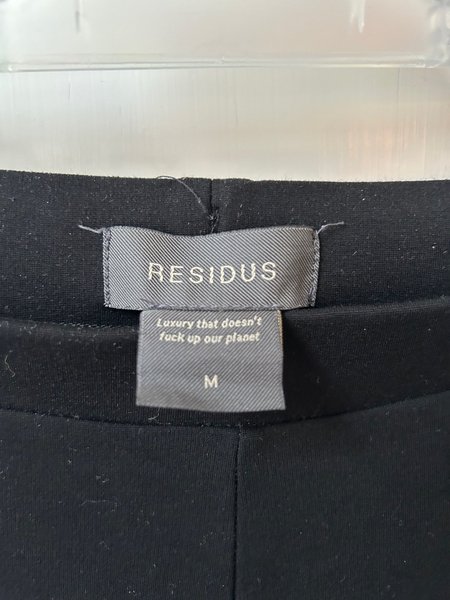 RESIDUS
Luxury that doesn't
fuck up our planet
M